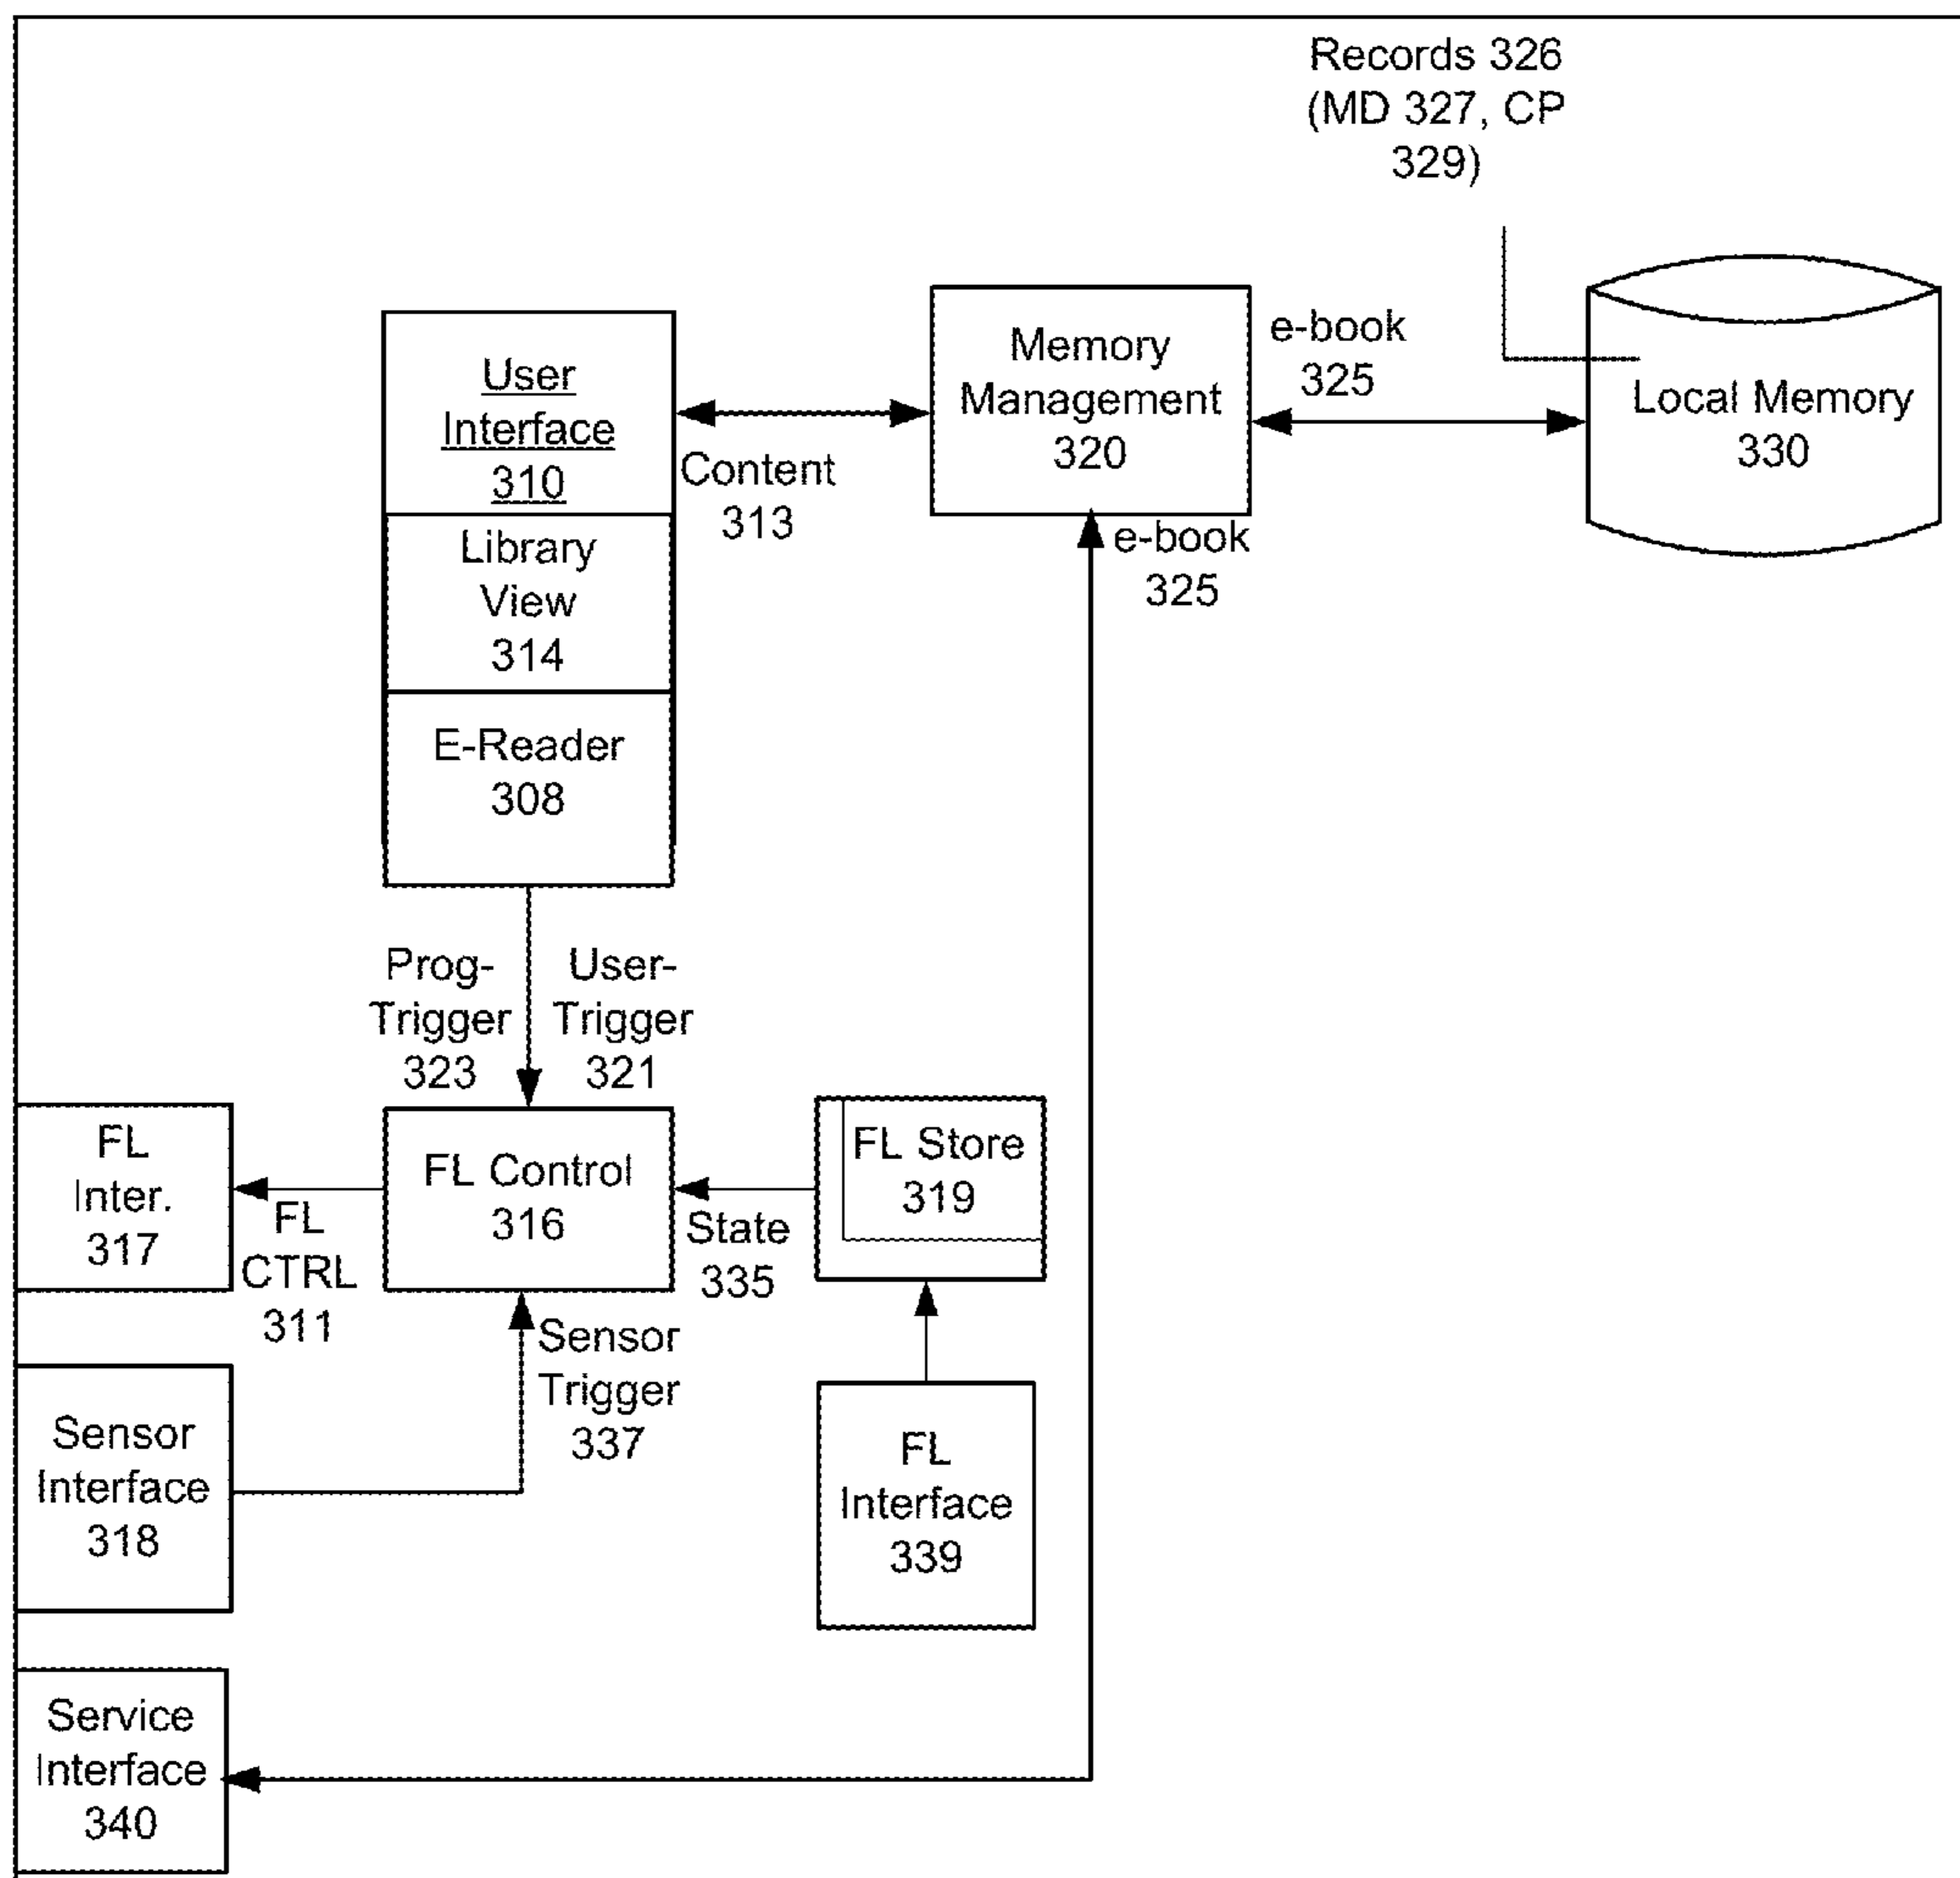 Records 326
(MD 327, CP
329)
User
Interface
310
Library
View
314
E-Reader
308
Content
313
Memory
Management
320
e-book
325
Local Memory
330
e-book
325
Prog-
Trigger
323
User-
Trigger
321
FL
Inter.
317
FL
CTRL
311
FL Control
316
State
335
FL Store
319
Sensor
Trigger
337
Sensor
Interface
318
FL
Interface
339
Service
Interface
340